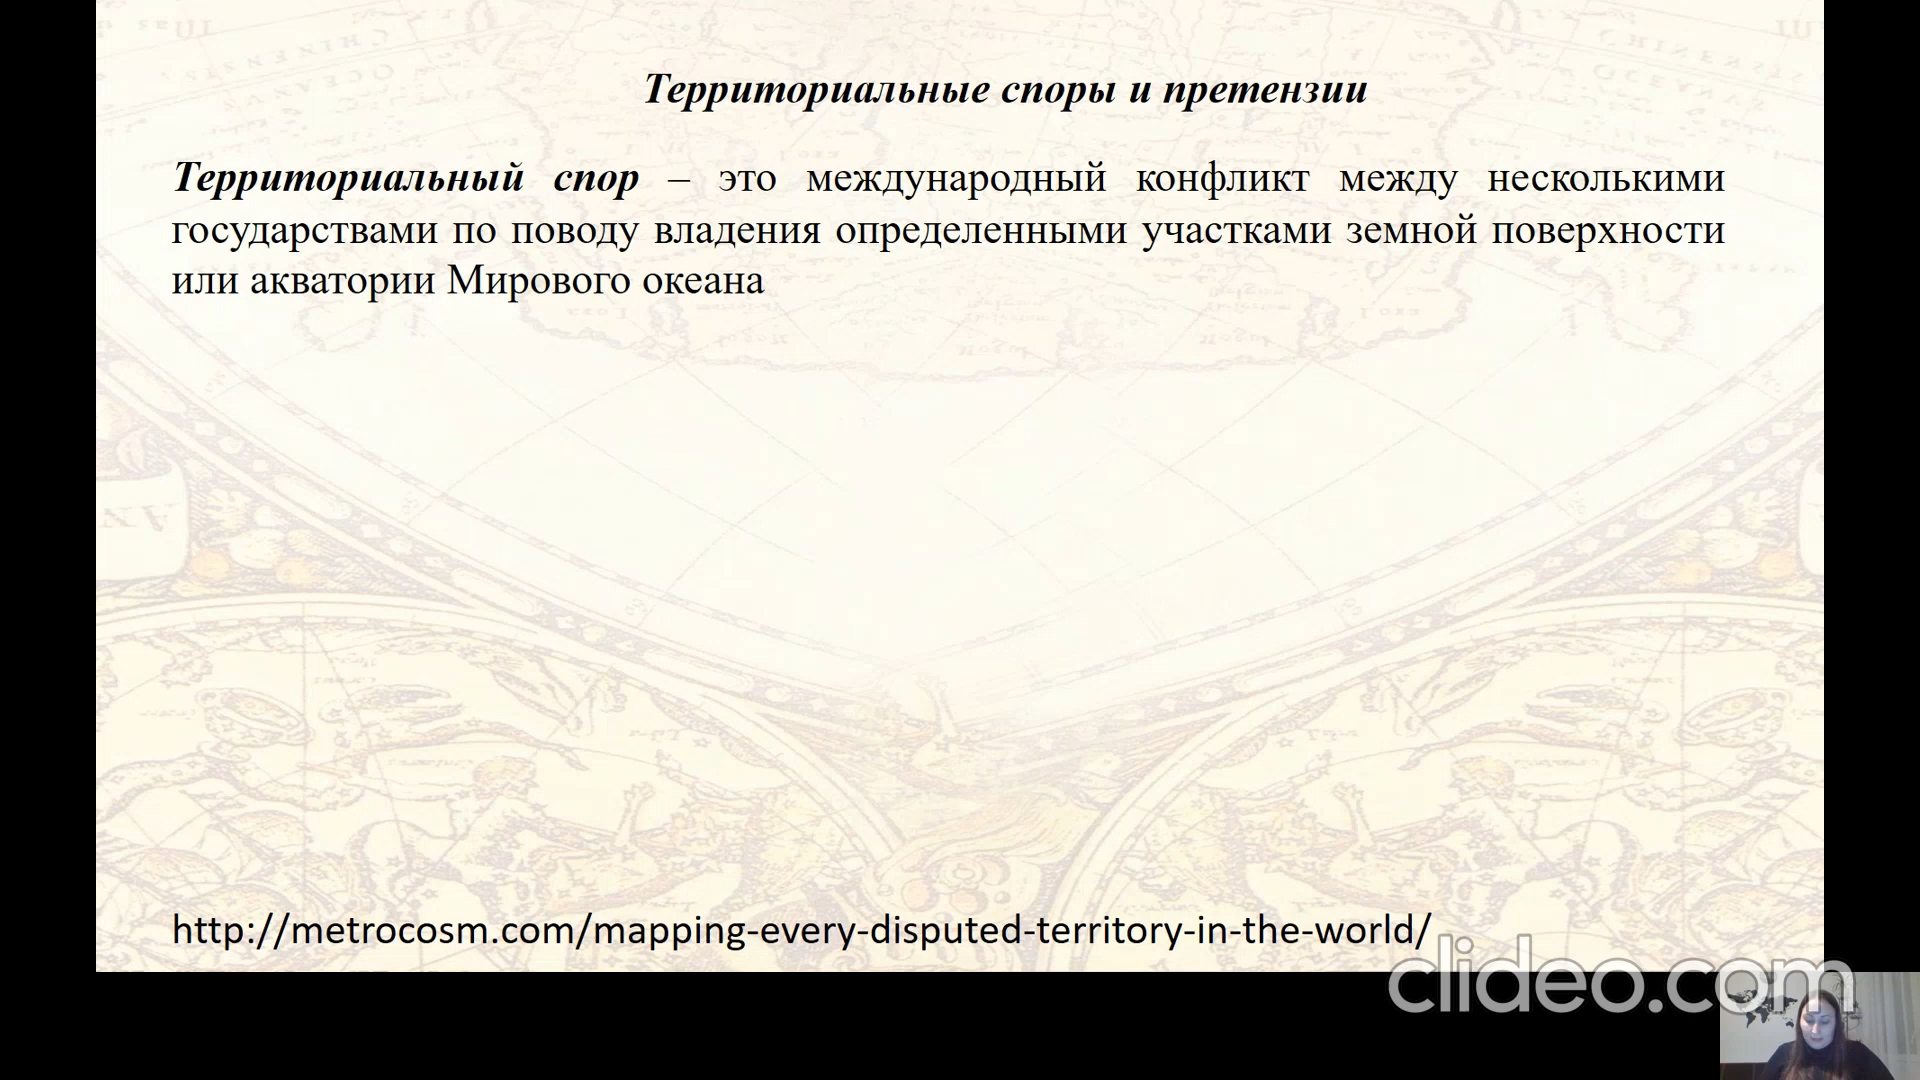 Территориальные споры и претензии
Территориальный спор – это международный конфликт между несколькими
государствами по поводу владения определенными участками земной поверхности
или акватории Мирового океана
http://metrocosm.com/mapping-every-disputed-territory-in-the-world/
clideo.com